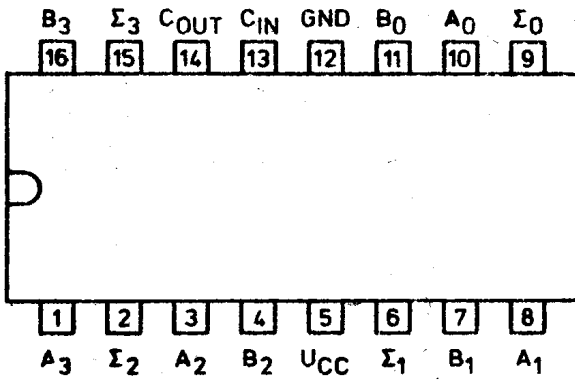 B3 Σ3 COUT CIN GND B0 A0 Σ0
16 15 14 13 12 11 10 9
1 2 3 4 5 6 7 8
A3 Σ2 A2 B2 UCC Σ1 B1 A1